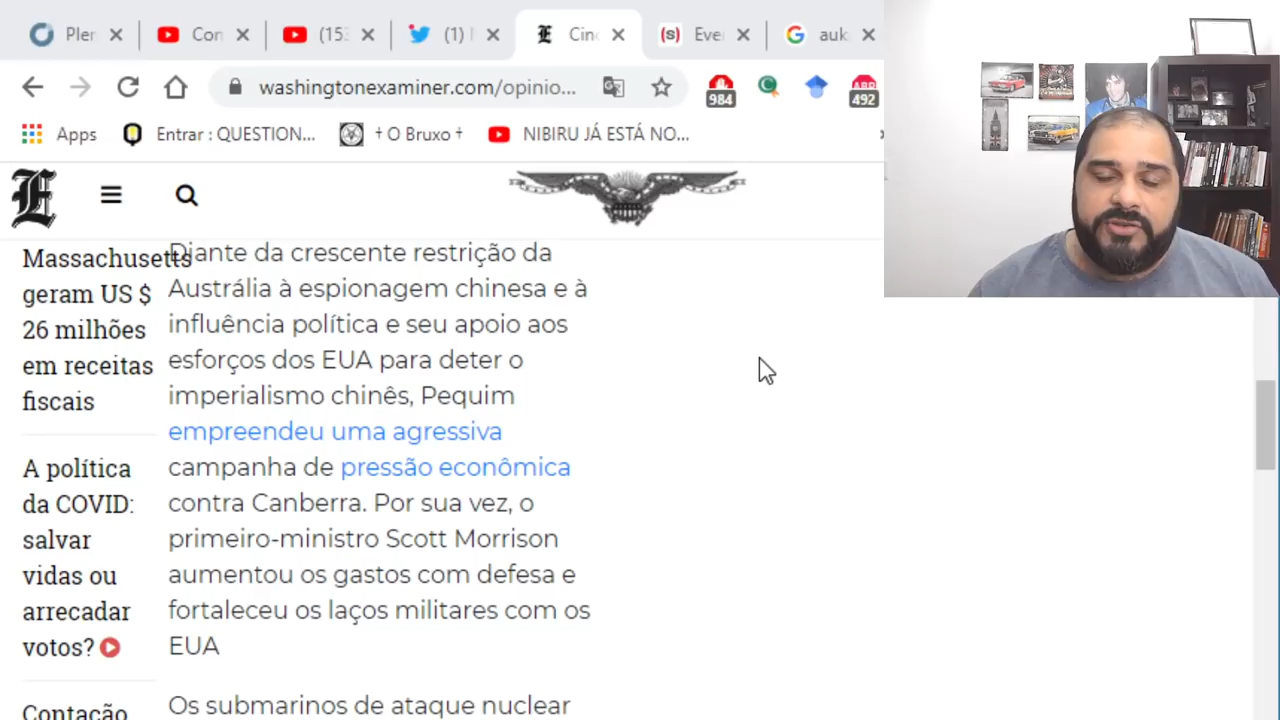 Pler
Con
(153
(1) N
Cinc
Eve
auk
washingtonexaminer.com/opinio...
984
ABP
492
Apps
Entrar : QUESTION...
† O Bruxo †
NIBIRU JÁ ESTÁ NO...
Massachusetts
geram US $
26 milhões
em receitas
fiscais
A política
da COVID:
salvar
vidas ou
arrecadar
votos?
Contação
Diante da crescente restrição da
Austrália à espionagem chinesa e à
influência política e seu apoio aos
esforços dos EUA para deter o
imperialismo chinês, Pequim
empreendeu uma agressiva
campanha de pressão econômica
contra Canberra. Por sua vez, o
primeiro-ministro Scott Morrison
aumentou os gastos com defesa e
fortaleceu os laços militares com os
EUA
Os submarinos de ataque nuclear